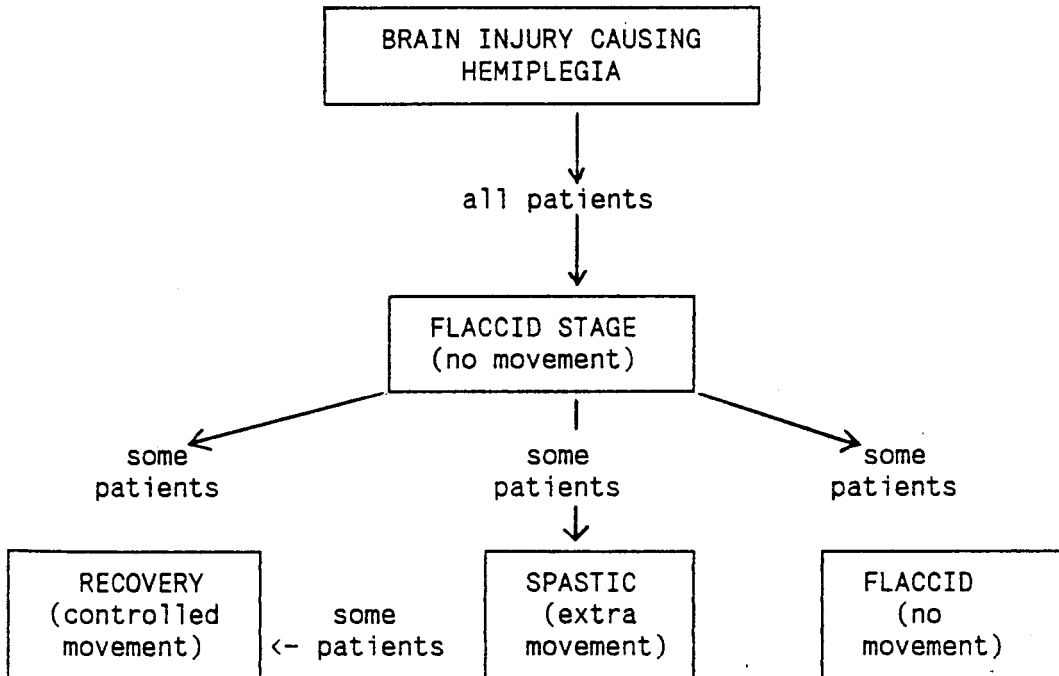 BRAIN INJURY CAUSING
HEMIPLEGIA
all patients
FLACCID STAGE
(no movement)
some
patients
some
patients
some
patients
RECOVERY
(controlled
movement)
some
<- patients
SPASTIC
(extra
movement)
FLACCID
(no
movement)